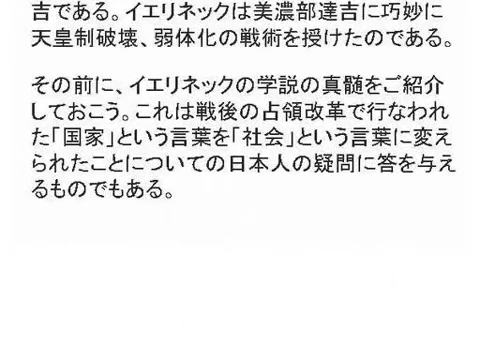 吉である。イエリネックは美濃部達吉に巧妙に
天皇制破壊、弱体化の戦術を授けたのである。
その前に、イエリネックの学説の真髄をご紹介
しておこう。これは戦後の占領改革で行なわれ
た「国家」という言葉を「社会」という言葉に変え
られたことについての日本人の疑問に答を与え
るものでもある。